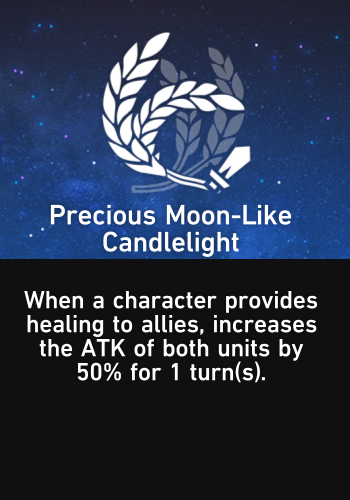 Precious Moon-Like
Candlelight
When a character provides
healing to allies, increases
the ATK of both units by
50% for 1 turn(s).